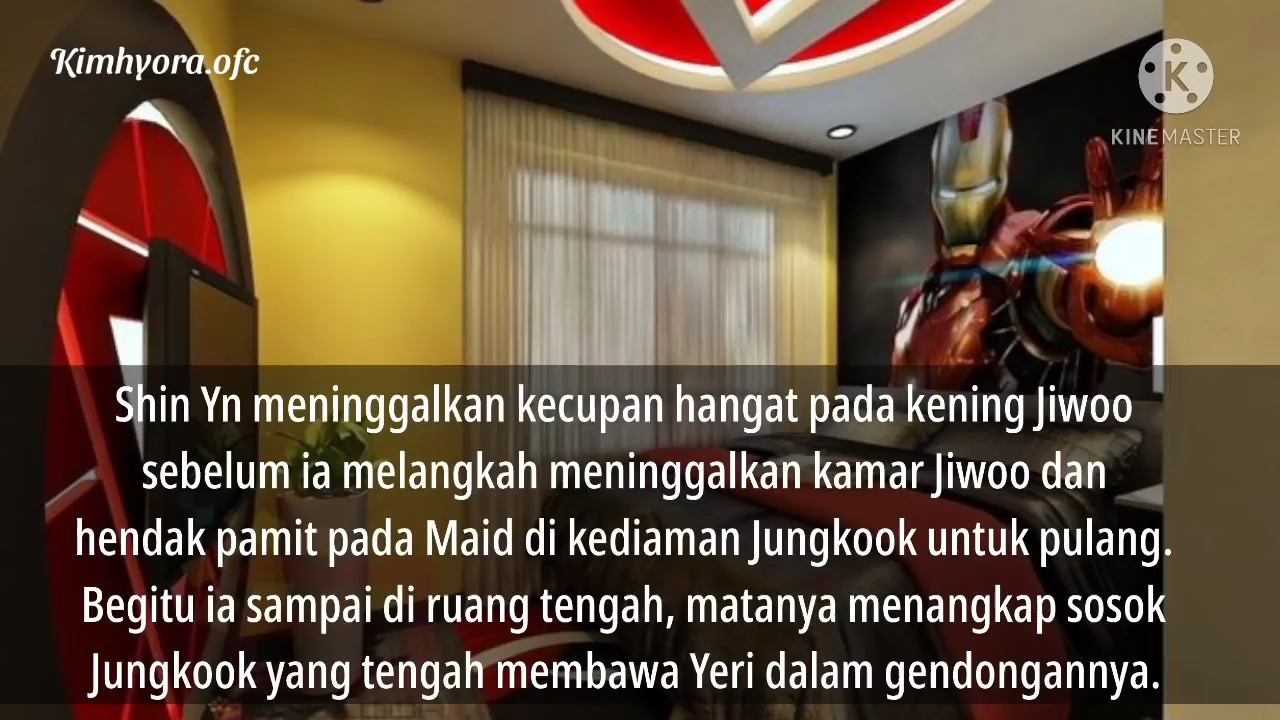 Kimhyora.ofc
K
KINEMASTER
Shin Yn meninggalkan kecupan hangat pada kening Jiwoo
sebelum ia melangkah meninggalkan kamar Jiwoo dan
hendak pamit pada Maid di kediaman Jungkook untuk pulang.
Begitu ia sampai di ruang tengah, matanya menangkap sosok
Jungkook yang tengah membawa Yeri dalam gendongannya.